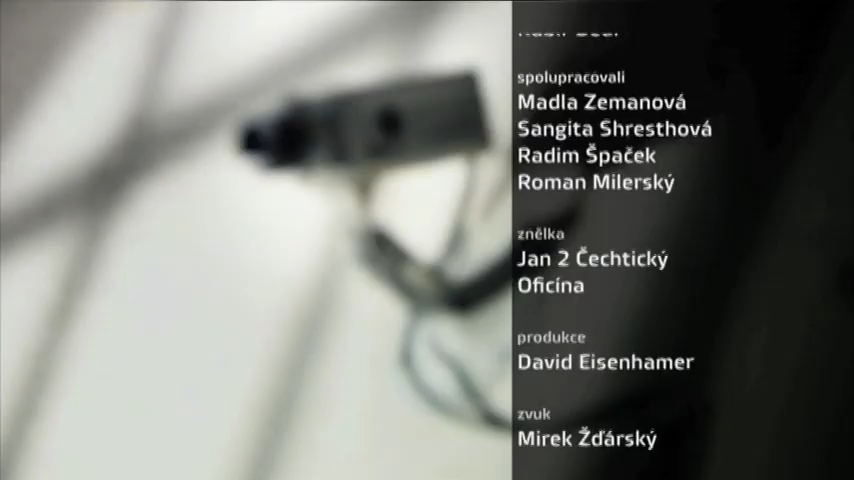 spolupracovali
Madla Zemanová
Sangita Shresthová
Radim Špaček
Roman Milerský
znělka
Jan 2 Čechtický
Oficína
produkce
David Eisenhamer
zvuk
Mirek Žďárský